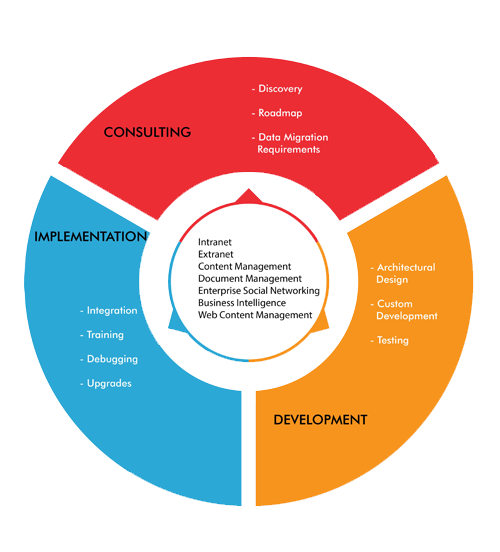 CONSULTING
- Discovery
- Roadmap
- Data Migration
Requirements
IMPLEMENTATION
- Integration
- Training
- Debugging
- Upgrades
Intranet
Extranet
Content Management
Document Management
Enterprise Social Networking
Business Intelligence
Web Content Management
- Architectural
Design
- Custom
Development
- Testing
DEVELOPMENT